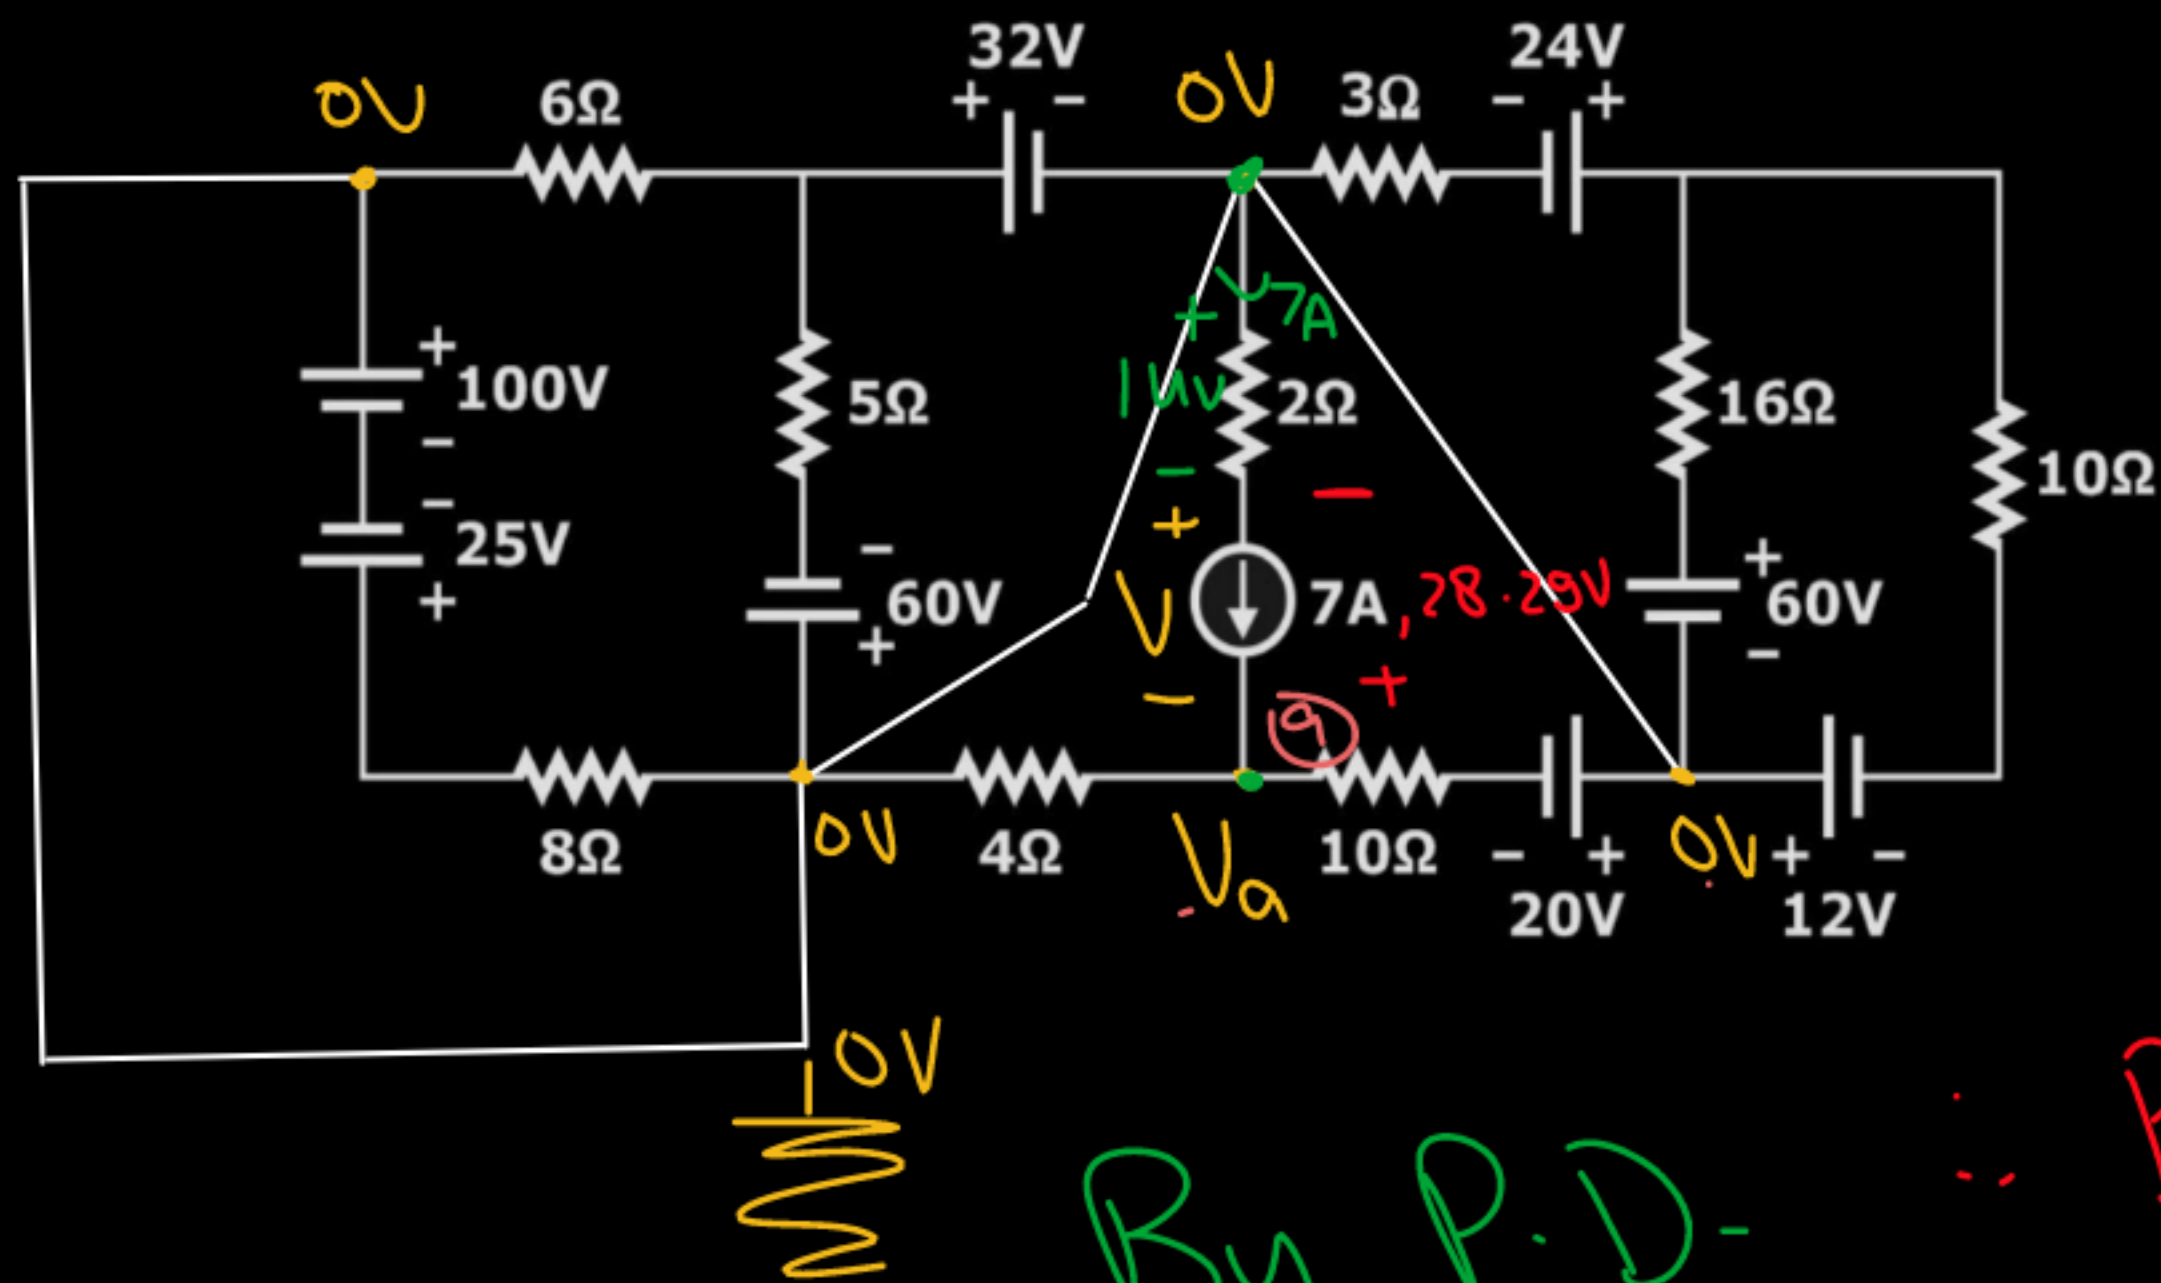 32V
24V
0V
6Ω
+ -
0V
3Ω
- +
7A
+
+
100V
-
14V
5Ω
2Ω
16Ω
10Ω
-
25V
+
-
60V
+
-
+
V
-
-
7A
, 28.29V
+
a
+
60V
-
8Ω
0V
4Ω
Va
10Ω
- +
20V
0V
+ -
12V
0V
By P.D-